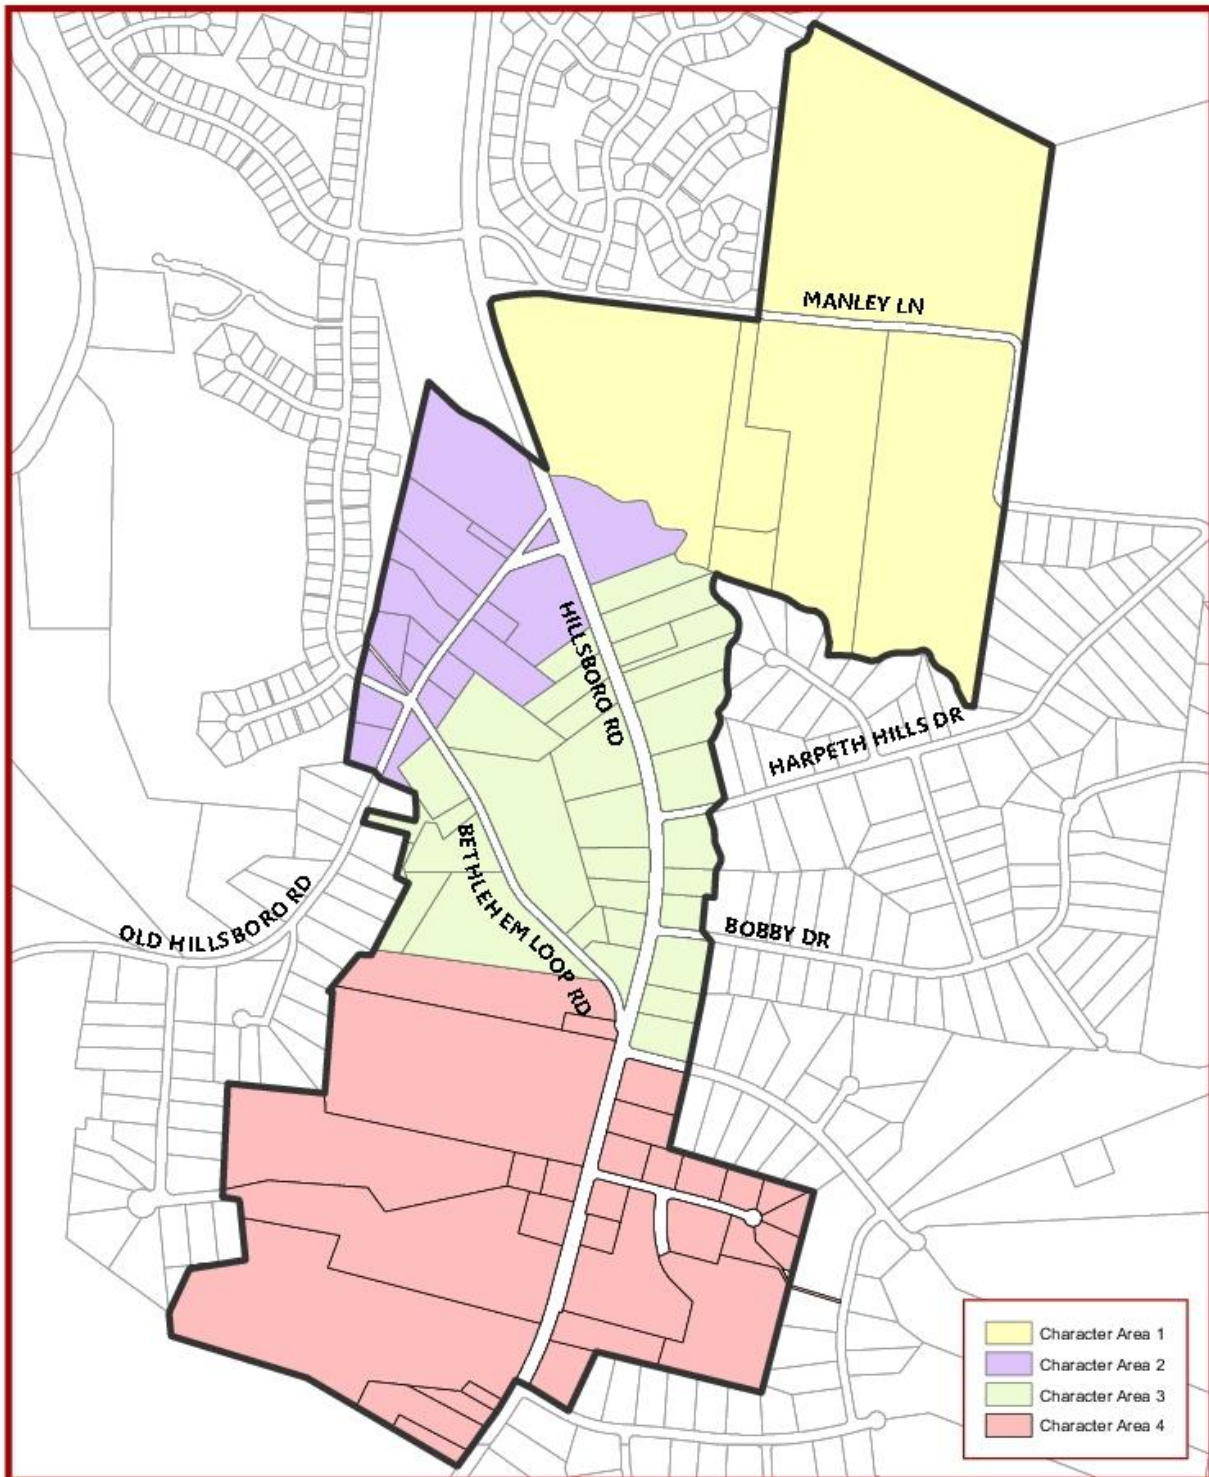 MANLEY LN
HILLSBORO RD
HARPETH HILLS DR
BETHLEHEM LOOP RD
OLD HILLSBORO RD
BOBBY DR
Character Area 1
Character Area 2
Character Area 3
Character Area 4